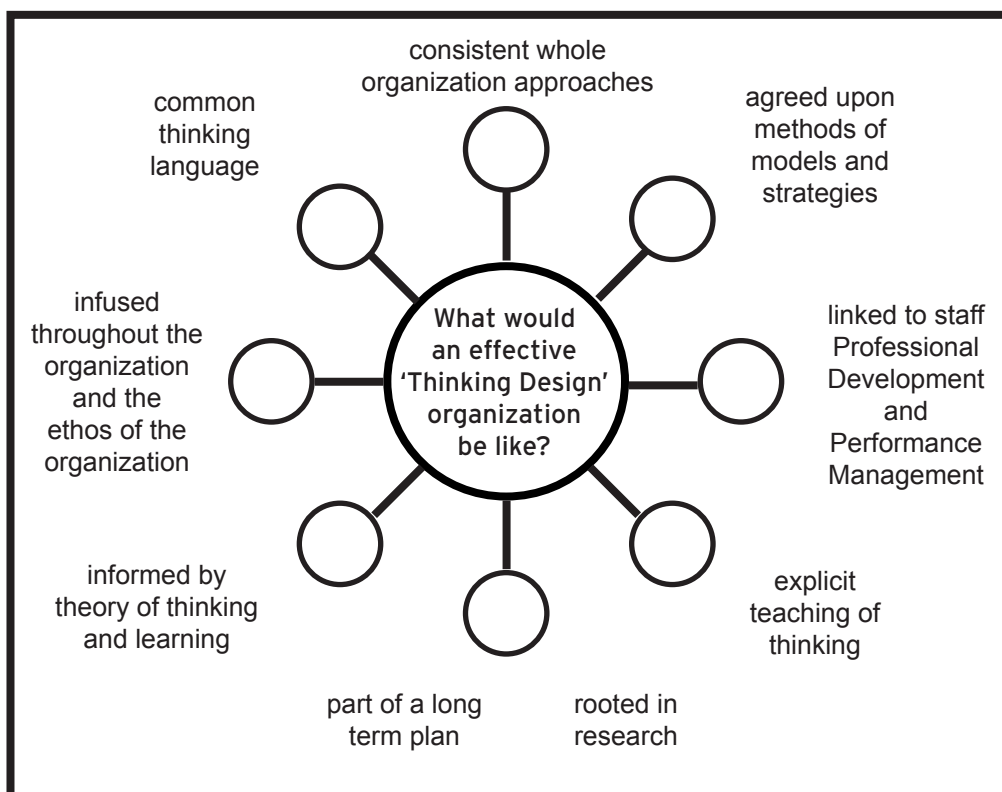 consistent whole
organization approaches
common
thinking
language
agreed upon
methods of
models and
strategies
infused
throughout the
organization
and the
ethos of the
organization
What would
an effective
‘Thinking Design’
organization
be like?
linked to staff
Professional
Development
and
Performance
Management
informed by
theory of thinking
and learning
explicit
teaching of
thinking
part of a long
term plan
rooted in
research